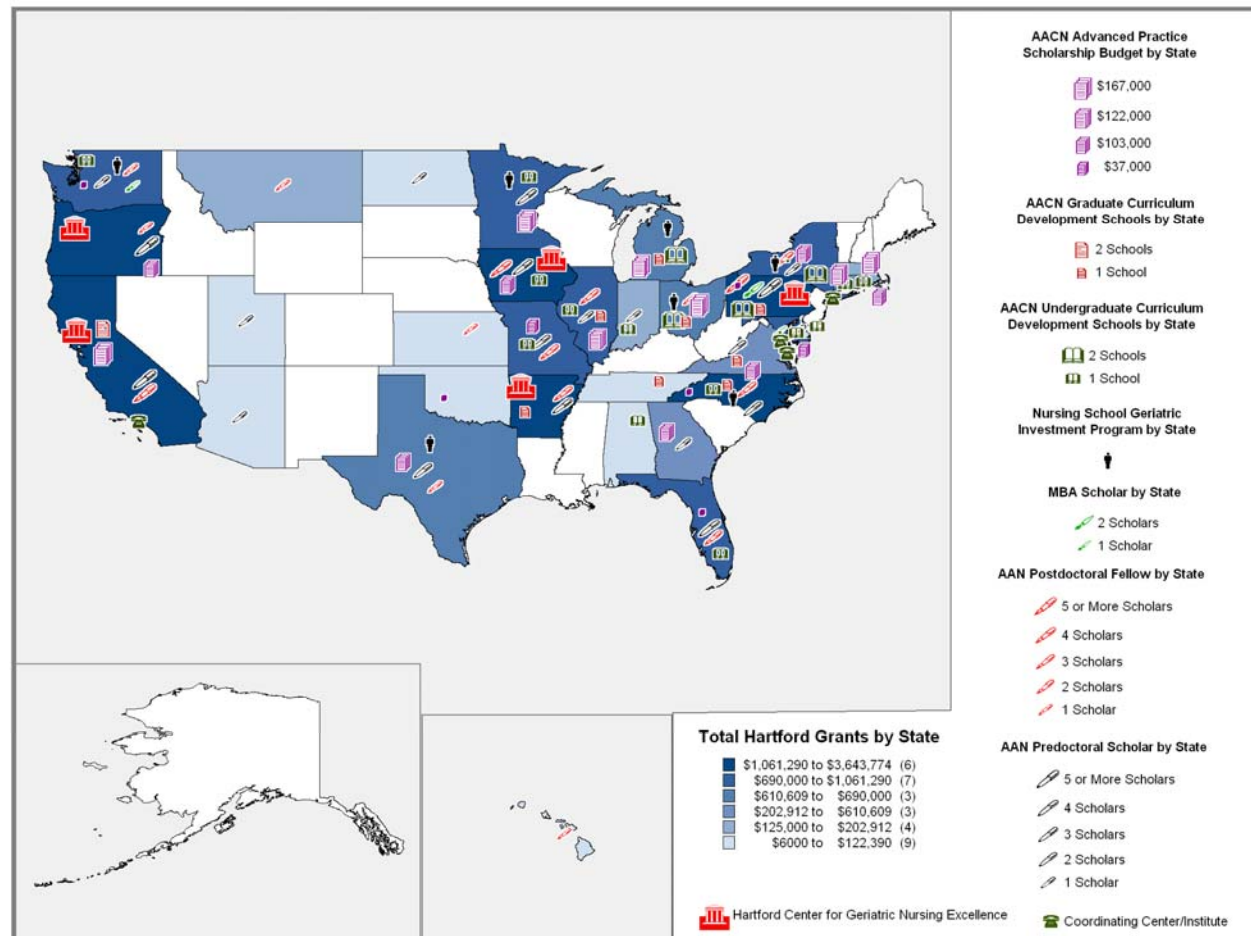 AACN Advanced Practice
Scholarship Budget by State
$167,000
$122,000
$103,000
$37,000
AACN Graduate Curriculum
Development Schools by State
2 Schools
1 School
AACN Undergraduate Curriculum
Development Schools by State
2 Schools
1 School
Nursing School Geriatric
Investment Program by State
MBA Scholar by State
2 Scholars
1 Scholar
AAN Postdoctoral Fellow by State
5 or More Scholars
4 Scholars
3 Scholars
2 Scholars
1 Scholar
AAN Predoctoral Scholar by State
5 or More Scholars
4 Scholars
3 Scholars
2 Scholars
1 Scholar
Coordinating Center/Institute
Total Hartford Grants by State
$1,061,290 to $3,643,774 (6)
$690,000 to $1,061,290 (7)
$610,609 to $690,000 (3)
$202,912 to $610,609 (3)
$125,000 to $202,912 (4)
$6000 to $122,390 (9)
Hartford Center for Geriatric Nursing Excellence